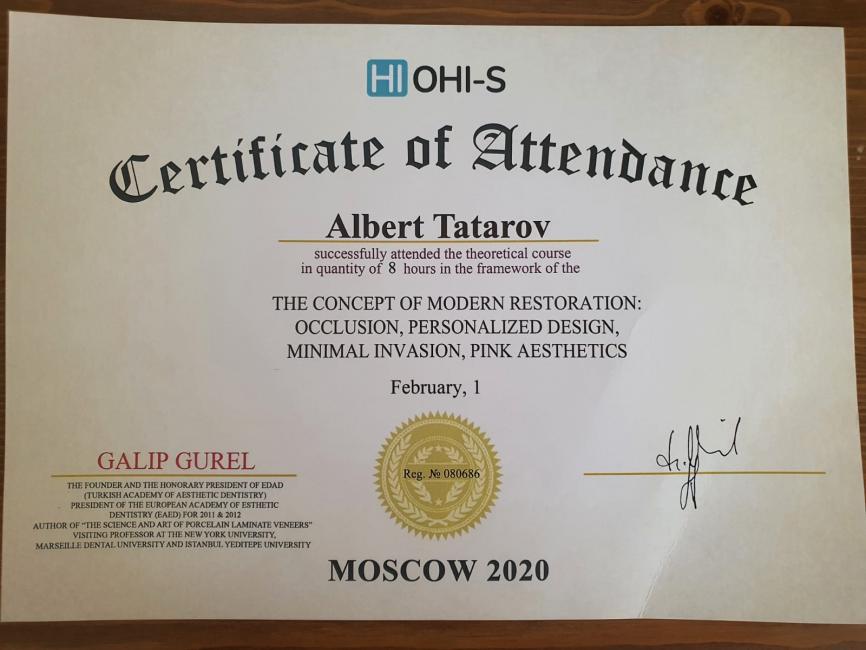 HI OHI-S
Certificate of Attendance
Albert Tatarov
successfully attended the theoretical course
in quantity of 8 hours in the framework of the
THE CONCEPT OF MODERN RESTORATION:
OCCLUSION, PERSONALIZED DESIGN,
MINIMAL INVASION, PINK AESTHETICS
February, 1
GALIP GUREL
THE FOUNDER AND THE HONORARY PRESIDENT OF EDAD
(TURKISH ACADEMY OF AESTHETIC DENTISTRY)
PRESIDENT OF THE EUROPEAN ACADEMY OF ESTHETIC
DENTISTRY (EAED) FOR 2011 & 2012
AUTHOR OF "THE SCIENCE AND ART OF PORCELAIN LAMINATE VENEERS"
VISITING PROFESSOR AT THE NEW YORK UNIVERSITY,
MARSEILLE DENTAL UNIVERSITY AND ISTANBUL YEDITEPE UNIVERSITY
Reg. № 080686
MOSCOW 2020